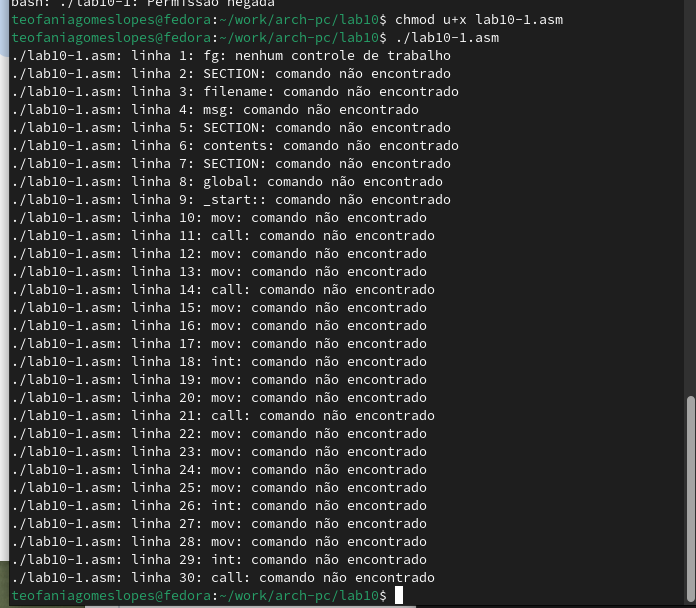 bash: ./lab10-1: Permissão negada
teofaniagomeslopes@fedora:~/work/arch-pc/lab10$ chmod u+x lab10-1.asm
teofaniagomeslopes@fedora:~/work/arch-pc/lab10$ ./lab10-1.asm
./lab10-1.asm: linha 1: fg: nenhum controle de trabalho
./lab10-1.asm: linha 2: SECTION: comando não encontrado
./lab10-1.asm: linha 3: filename: comando não encontrado
./lab10-1.asm: linha 4: msg: comando não encontrado
./lab10-1.asm: linha 5: SECTION: comando não encontrado
./lab10-1.asm: linha 6: contents: comando não encontrado
./lab10-1.asm: linha 7: SECTION: comando não encontrado
./lab10-1.asm: linha 8: global: comando não encontrado
./lab10-1.asm: linha 9: _start:: comando não encontrado
./lab10-1.asm: linha 10: mov: comando não encontrado
./lab10-1.asm: linha 11: call: comando não encontrado
./lab10-1.asm: linha 12: mov: comando não encontrado
./lab10-1.asm: linha 13: mov: comando não encontrado
./lab10-1.asm: linha 14: call: comando não encontrado
./lab10-1.asm: linha 15: mov: comando não encontrado
./lab10-1.asm: linha 16: mov: comando não encontrado
./lab10-1.asm: linha 17: mov: comando não encontrado
./lab10-1.asm: linha 18: int: comando não encontrado
./lab10-1.asm: linha 19: mov: comando não encontrado
./lab10-1.asm: linha 20: mov: comando não encontrado
./lab10-1.asm: linha 21: call: comando não encontrado
./lab10-1.asm: linha 22: mov: comando não encontrado
./lab10-1.asm: linha 23: mov: comando não encontrado
./lab10-1.asm: linha 24: mov: comando não encontrado
./lab10-1.asm: linha 25: mov: comando não encontrado
./lab10-1.asm: linha 26: int: comando não encontrado
./lab10-1.asm: linha 27: mov: comando não encontrado
./lab10-1.asm: linha 28: mov: comando não encontrado
./lab10-1.asm: linha 29: int: comando não encontrado
./lab10-1.asm: linha 30: call: comando não encontrado
teofaniagomeslopes@fedora:~/work/arch-pc/lab10$